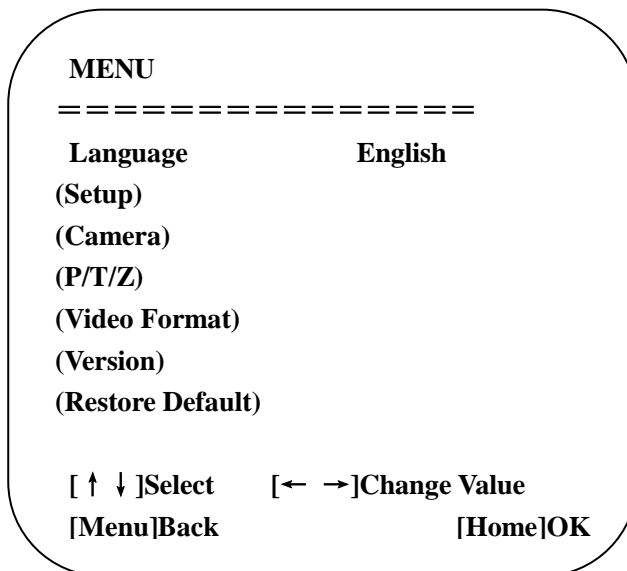 MENU
===============
Language English
(Setup)
(Camera)
(P/T/Z)
(Video Format)
(Version)
(Restore Default)
[↑ ↓]Select [← →]Change Value
[Menu]Back [Home]OK